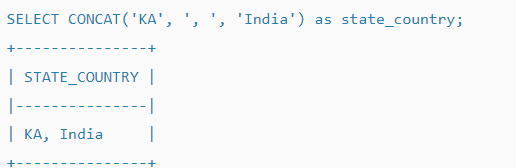 SELECT CONCAT('KA', ', ', 'India') as state_country;
+---------------+
| STATE_COUNTRY |
|---------------|
| KA, India     |
+---------------+